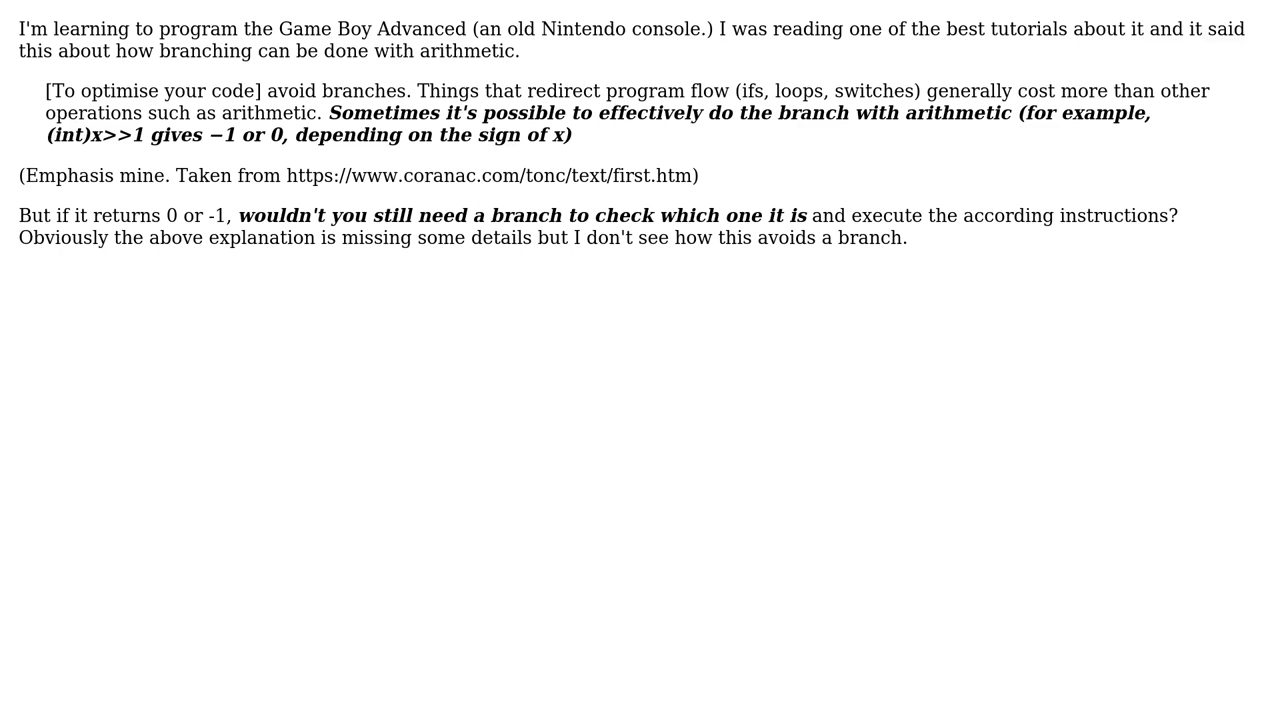 I'm learning to program the Game Boy Advanced (an old Nintendo console.) I was reading one of the best tutorials about it and it said
this about how branching can be done with arithmetic.
[To optimise your code] avoid branches. Things that redirect program flow (ifs, loops, switches) generally cost more than other
operations such as arithmetic. Sometimes it's possible to effectively do the branch with arithmetic (for example,
(int)x>>1 gives −1 or 0, depending on the sign of x)
(Emphasis mine. Taken from https://www.coranac.com/tonc/text/first.htm)
But if it returns 0 or -1, wouldn't you still need a branch to check which one it is and execute the according instructions?
Obviously the above explanation is missing some details but I don't see how this avoids a branch.